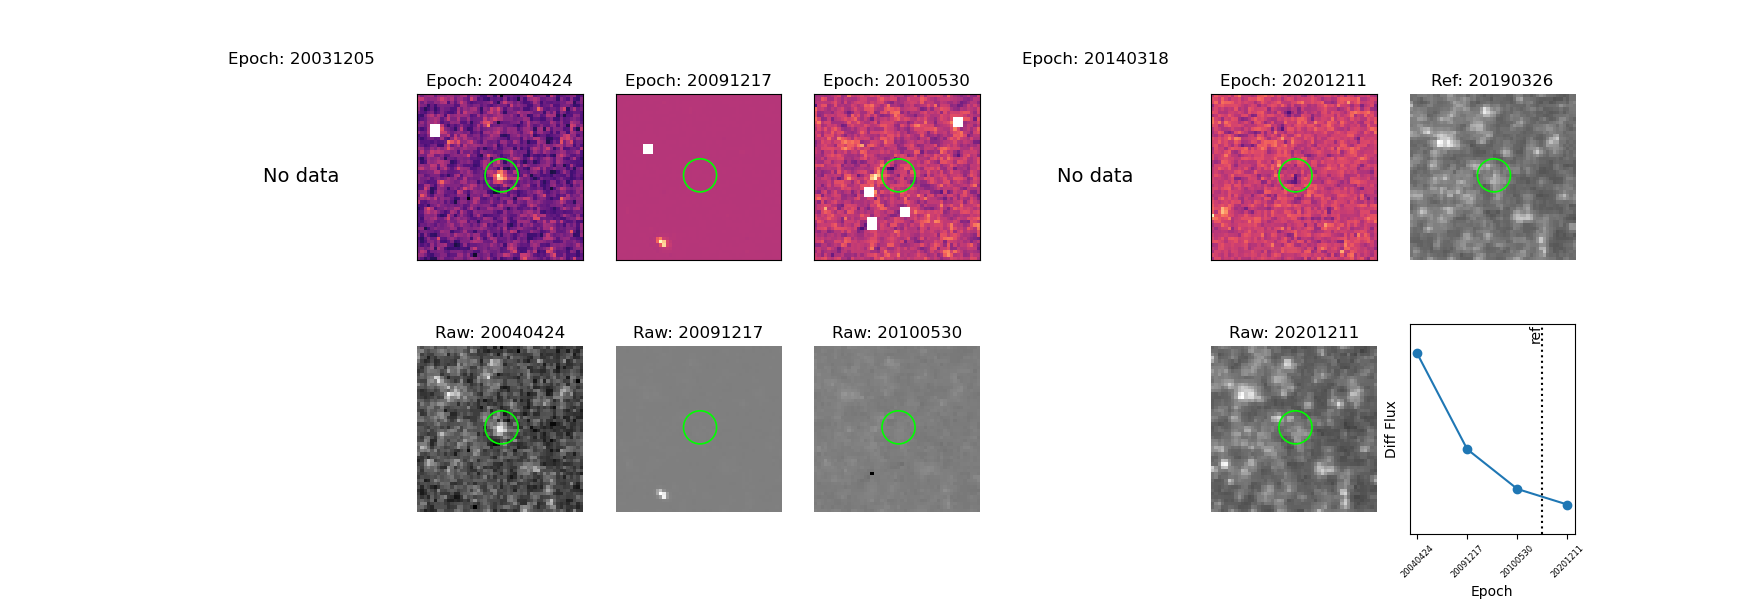 Epoch: 20031205
Epoch: 20040424
Epoch: 20091217
Epoch: 20100530
Epoch: 20140318
Epoch: 20201211
Ref: 20190326
No data
No data
Raw: 20040424
Raw: 20091217
Raw: 20100530
Raw: 20201211
ref
Diff Flux
20040424
20091217
20100530
20201211
Epoch